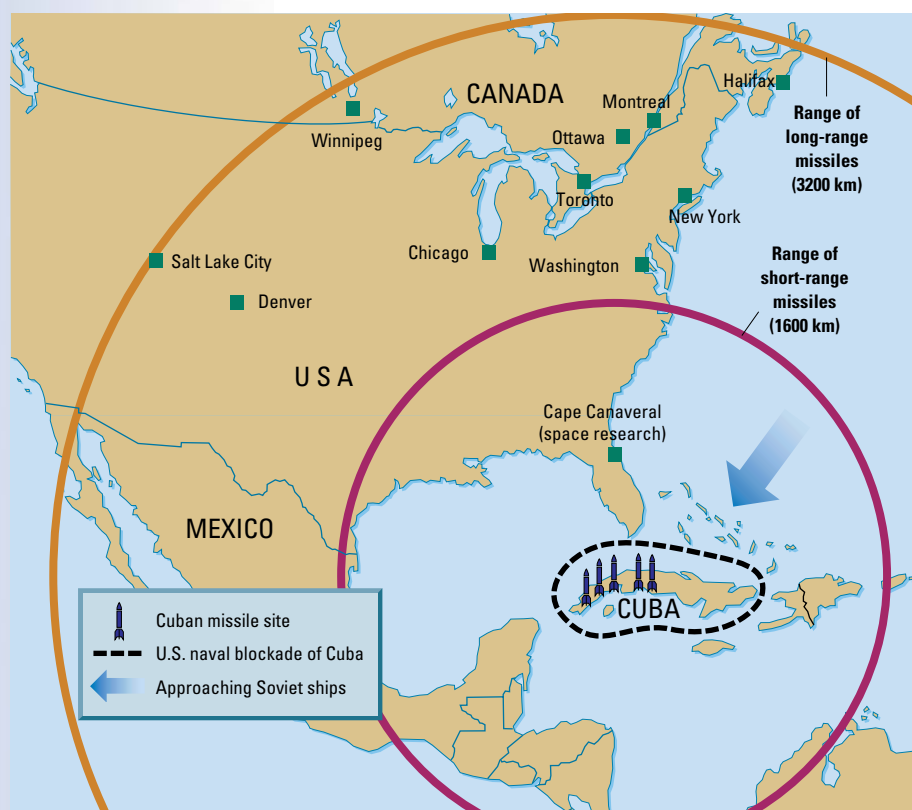 CANADA
Halifax
Montreal
Winnipeg
Ottawa
Range of
long-range
missiles
(3200 km)
Toronto
New York
Chicago
Washington
Salt Lake City
Denver
Range of
short-range
missiles
(1600 km)
U S A
Cape Canaveral
(space research)
MEXICO
CUBA
Cuban missile site
U.S. naval blockade of Cuba
Approaching Soviet ships